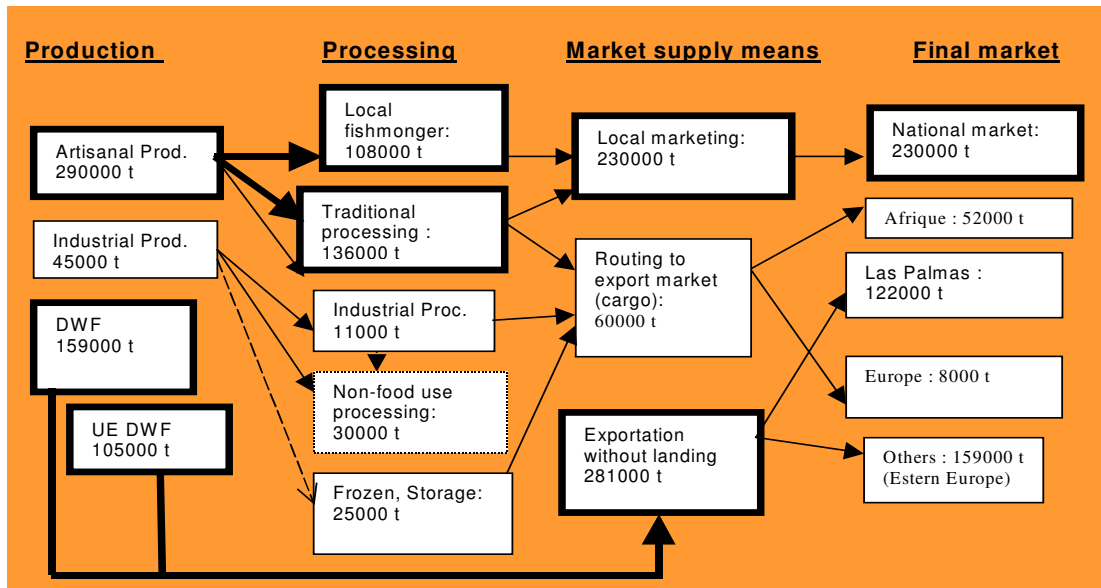 Production
Processing
Market supply means
Final market
Artisanal Prod.
290000 t
Industrial Prod.
45000 t
DWF
159000 t
UE DWF
105000 t
Local
fishmonger:
108000 t
Traditional
processing :
136000 t
Industrial Proc.
11000 t
Non-food use
processing:
30000 t
Frozen, Storage:
25000 t
Local marketing:
230000 t
Routing to
export market
(cargo):
60000 t
Exportation
without landing
281000 t
National market:
230000 t
Afrique : 52000 t
Las Palmas :
122000 t
Europe : 8000 t
Others : 159000 t
(Estern Europe)